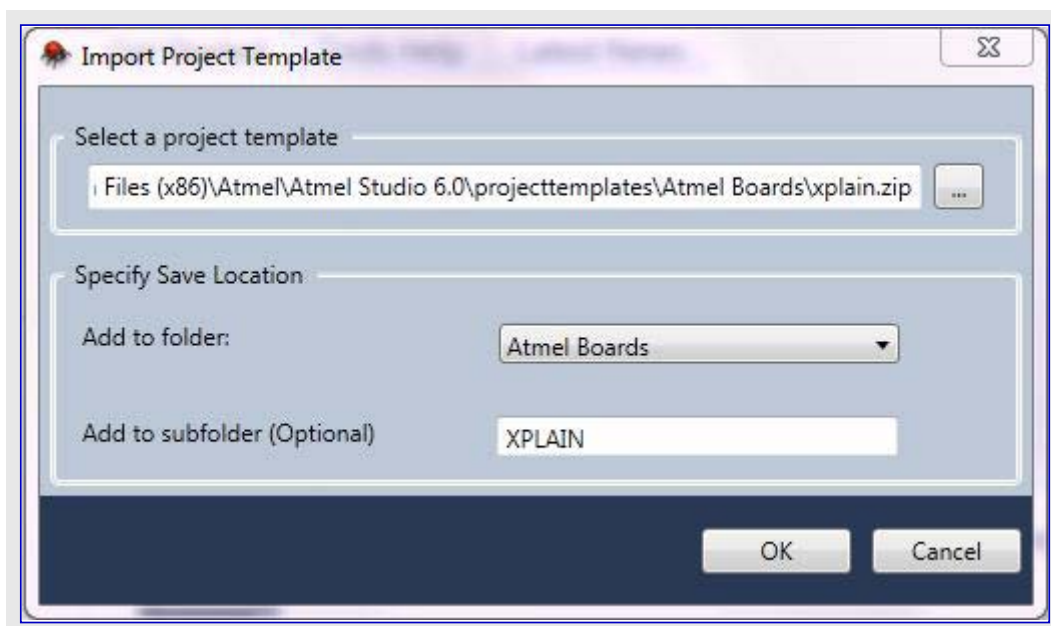 Import Project Template
Select a project template
Files (x86)\Atmel\Atmel Studio 6.0\projecttemplates\Atmel Boards\xplain.zip
...
Specify Save Location
Add to folder:
Atmel Boards
Add to subfolder (Optional)
XPLAIN
OK
Cancel